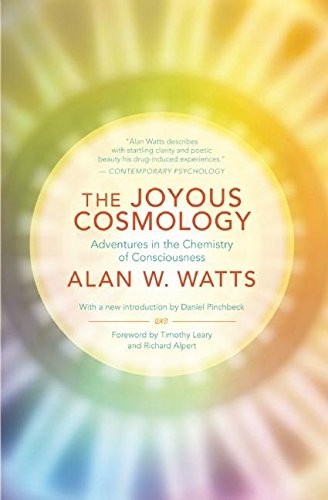 "Alan Watts describes
with startling clarity and poetic
beauty his drug-induced experiences."
— CONTEMPORARY PSYCHOLOGY
THE JOYOUS
COSMOLOGY
Adventures in the Chemistry
of Consciousness
ALAN W. WATTS
With a new introduction by Daniel Pinchbeck
Foreword by Timothy Leary
and Richard Alpert